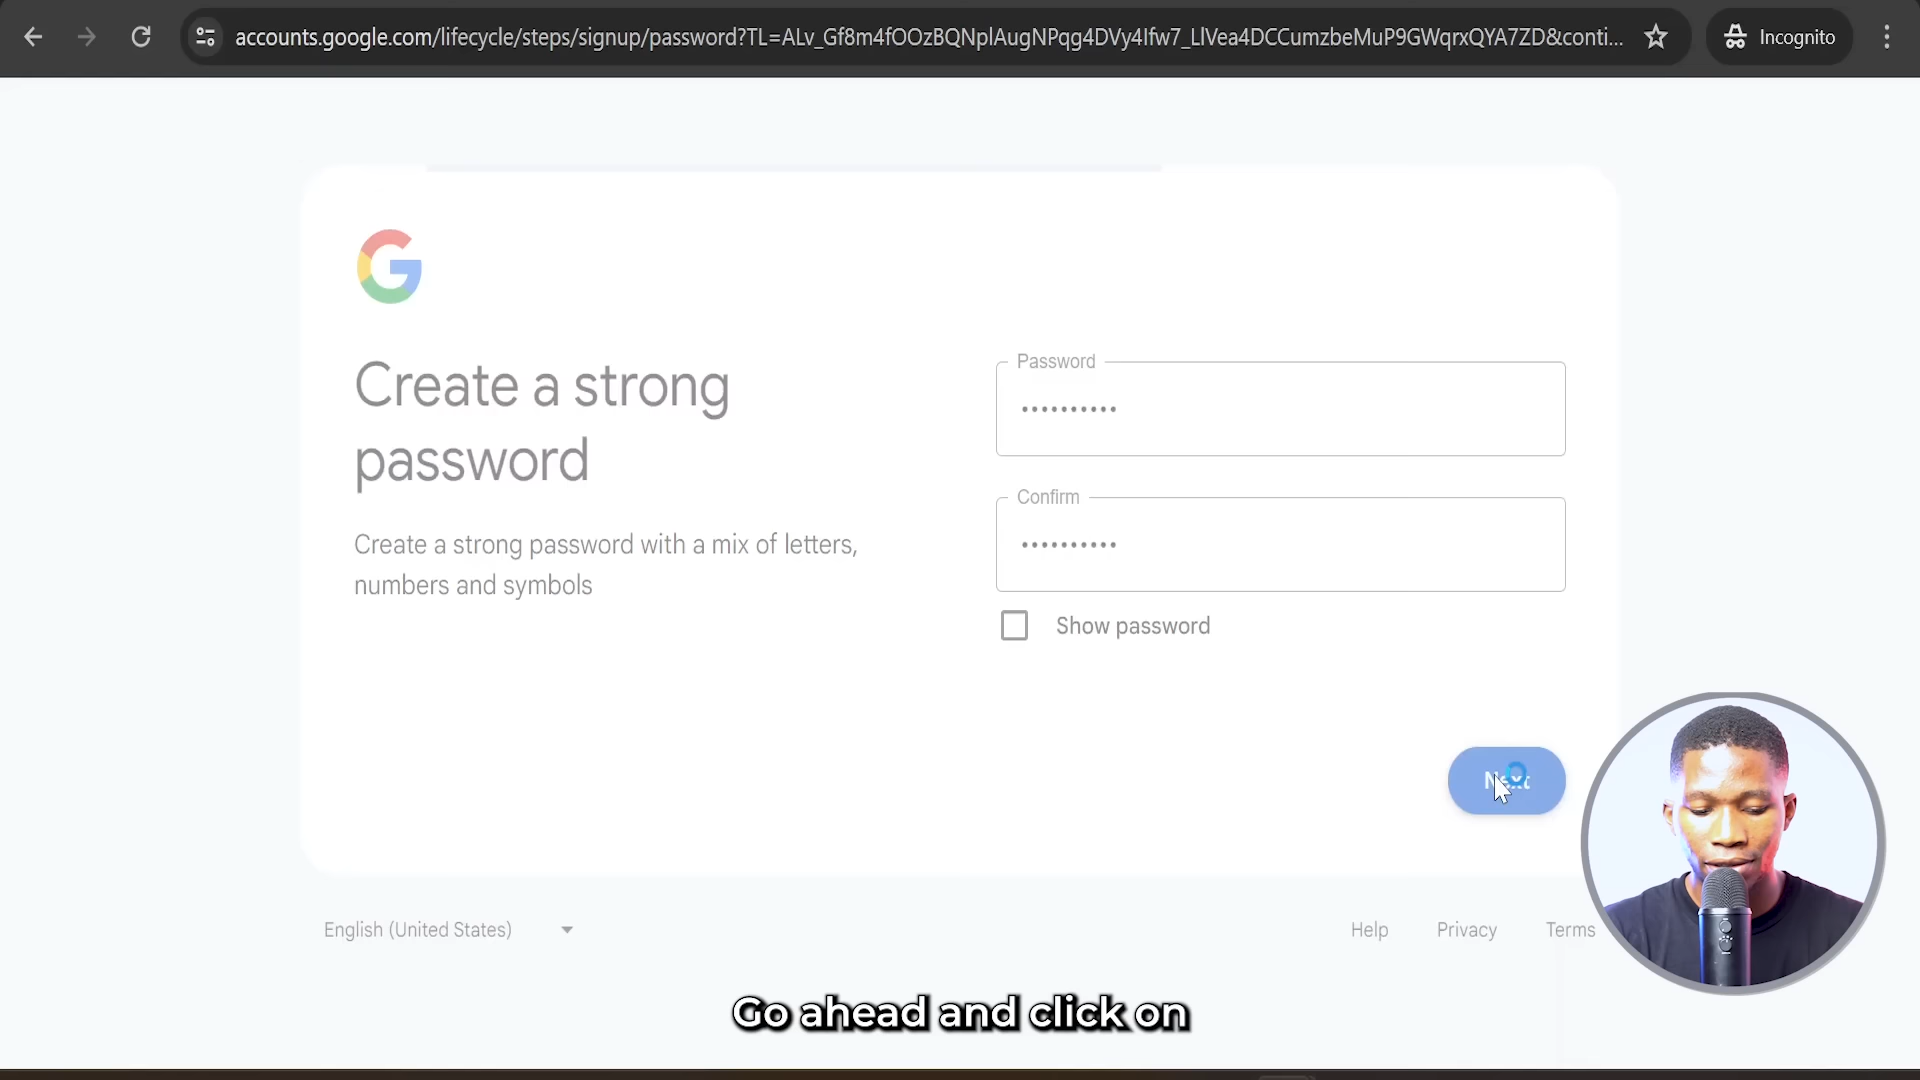 accounts.google.com/lifecycle/steps/signup/password?TL=ALv_Gf8m4fOOzBQNplAugNPqg4DVy4Ifw7_LlVea4DCCumzbeMuP9GWqrxQYA7ZD&conti...
Incognito
Create a strong
password
Create a strong password with a mix of letters,
numbers and symbols
Password
Confirm
Show password
Next
English (United States)
Help
Privacy
Terms
Go ahead and click on